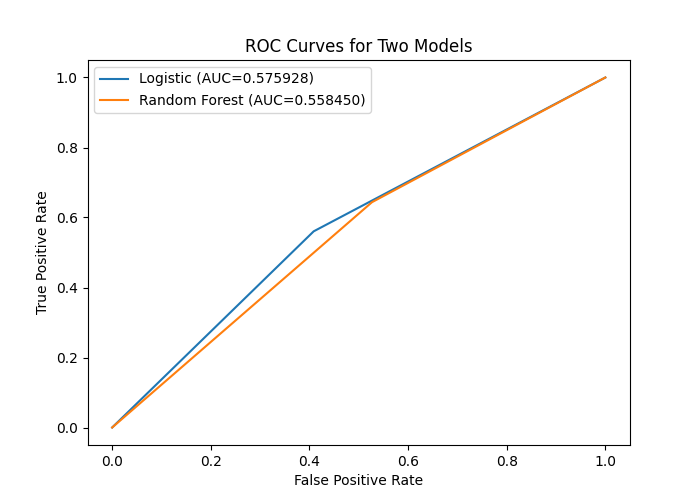 ROC Curves for Two Models
Logistic (AUC=0.575928)
Random Forest (AUC=0.558450)
1.0
0.8
0.6
0.4
0.2
0.0
True Positive Rate
0.0 0.2 0.4 0.6 0.8 1.0
False Positive Rate